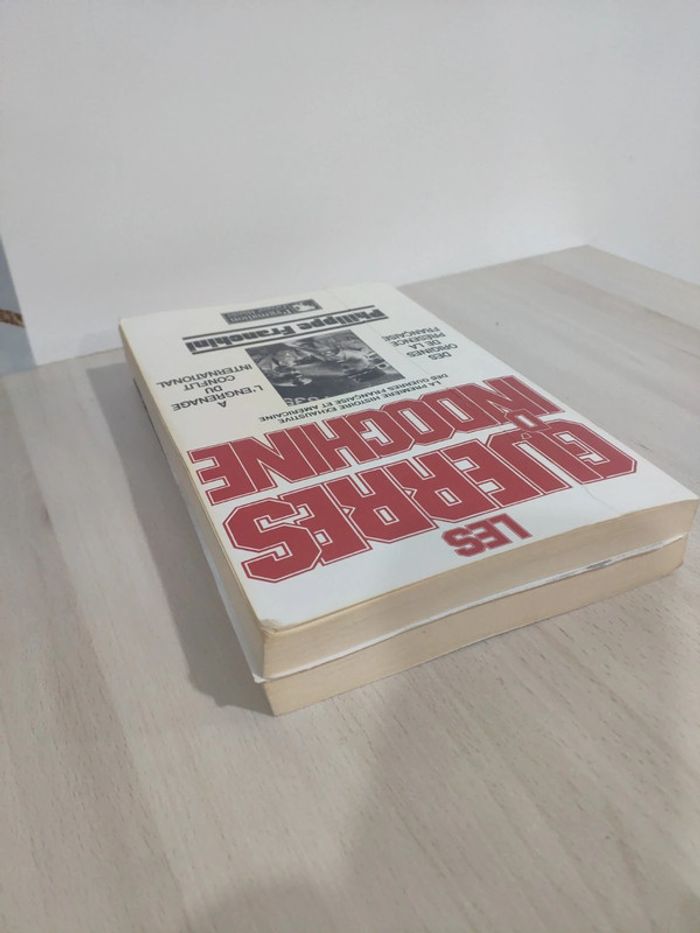 LES
GUERRES
D'
INDOCHINE
LA PREMIÈRE HISTOIRE EXHAUSTIVE
DES GUERRES FRANÇAISE ET AMÉRICAINE
DES
ORIGINES
DE LA
PRÉSENCE
FRANÇAISE
A
L'ENGRENAGE
DU
CONFLIT
INTERNATIONAL
Philippe Franchini
Pygmalion